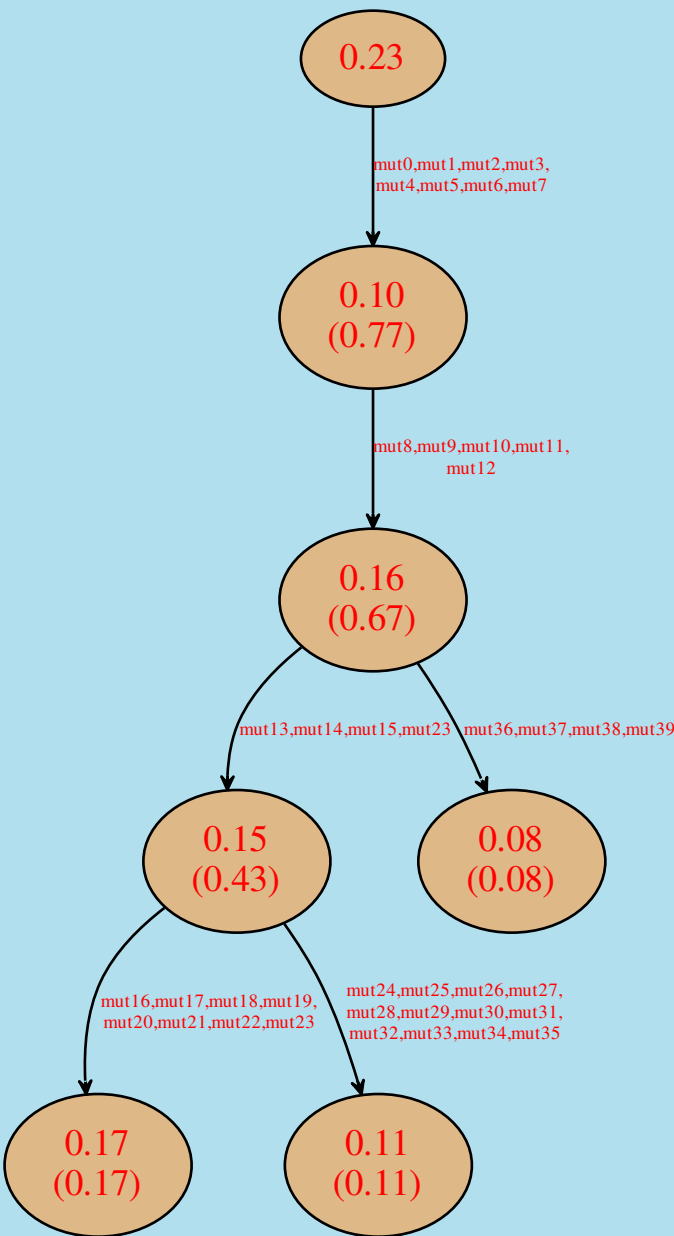 0.23
mut0,mut1,mut2,mut3,
mut4,mut5,mut6,mut7
0.10
(0.77)
mut8,mut9,mut10,mut11,
mut12
0.16
(0.67)
mut13,mut14,mut15,mut23
mut36,mut37,mut38,mut39
0.15
(0.43)
0.08
(0.08)
mut16,mut17,mut18,mut19,
mut20,mut21,mut22,mut23
mut24,mut25,mut26,mut27,
mut28,mut29,mut30,mut31,
mut32,mut33,mut34,mut35
0.17
(0.17)
0.11
(0.11)